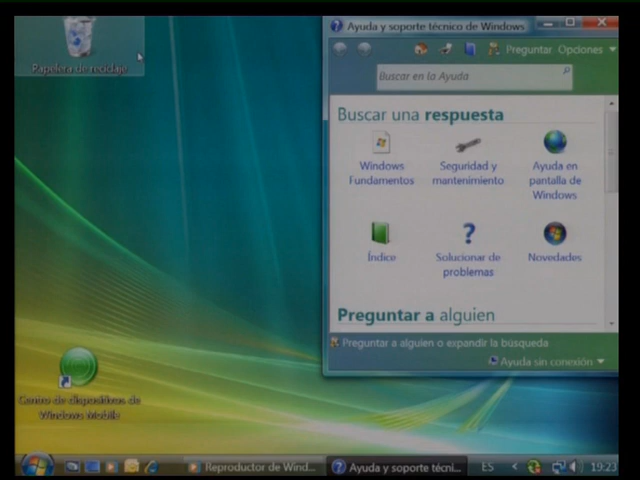 Papelera de reciclaje
Ayuda y soporte técnico de Windows
Preguntar Opciones
Buscar en la Ayuda
Buscar una respuesta
Windows Fundamentos
Seguridad y mantenimiento
Ayuda en pantalla de Windows
Índice
Solucionar de problemas
Novedades
Preguntar a alguien
Preguntar a alguien o expandir la búsqueda
Ayuda sin conexión
Centro de dispositivos de
Windows Mobile
Reproductor de Wind...
Ayuda y soporte técni...
ES
19:23